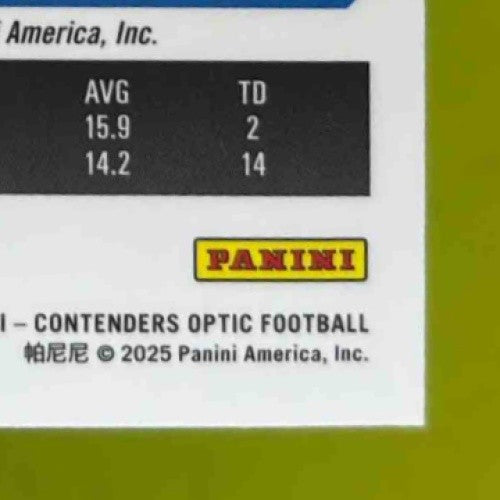 America, Inc.
AVG TD
15.9 2
14.2 14
PANINI
I – CONTENDERS OPTIC FOOTBALL
帕尼尼 © 2025 Panini America, Inc.